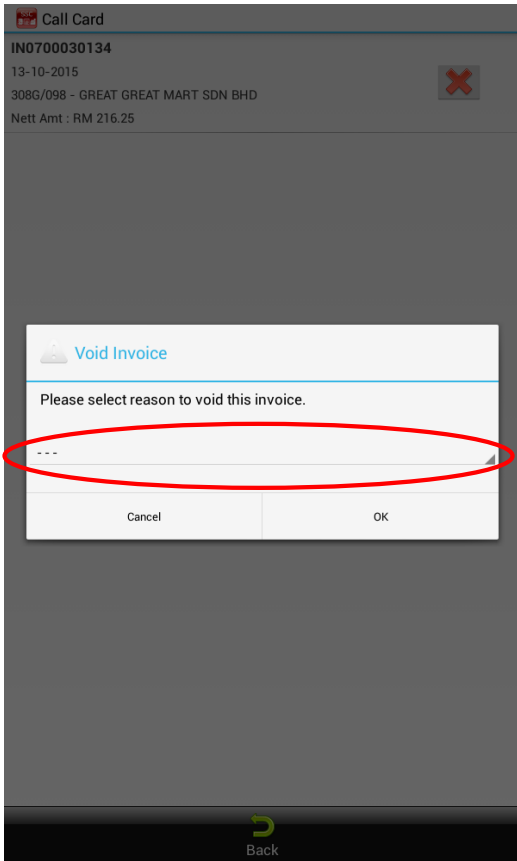 Call Card
IN0700030134
13-10-2015
308G/098 - GREAT GREAT MART SDN BHD
Nett Amt : RM 216.25
Void Invoice
Please select reason to void this invoice.
- - -
Cancel
OK
Back